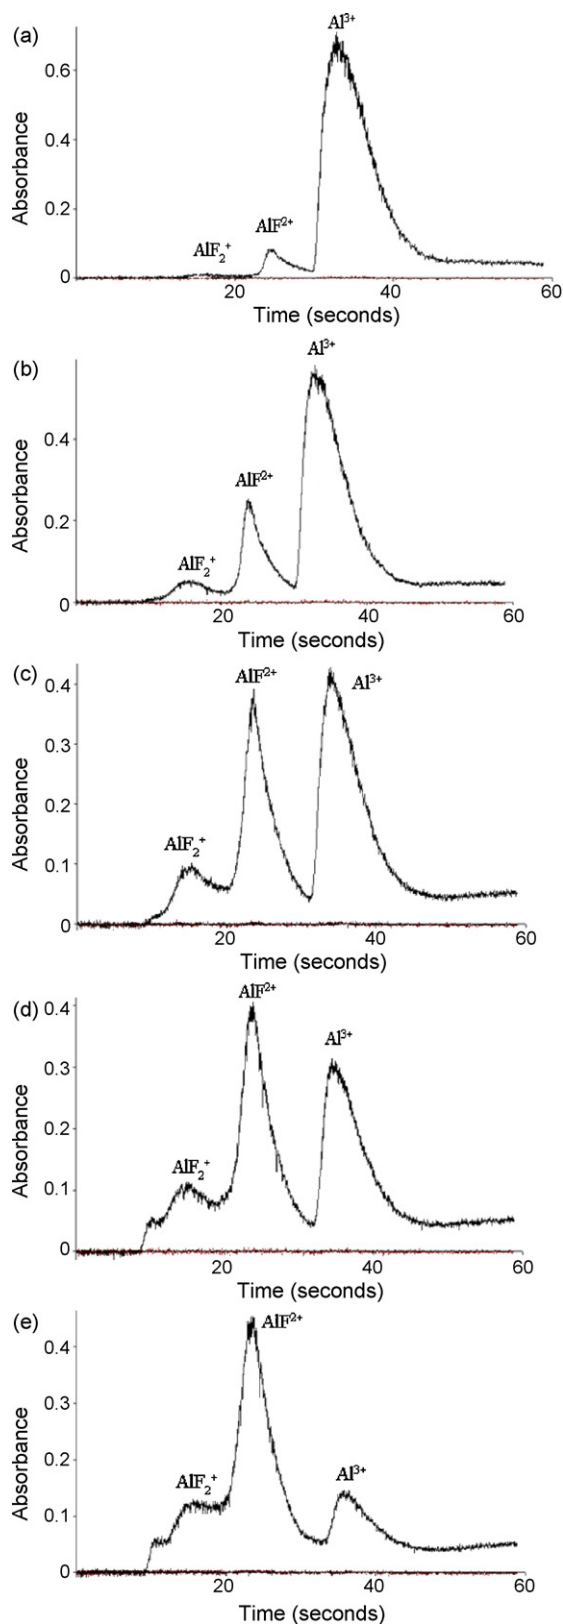 (a)
Al³⁺
0.6
0.4
AlF²⁺
0.2
AlF₂⁺
0
20
40
60
Absorbance
Time (seconds)
(b)
Al³⁺
0.4
AlF²⁺
0.2
AlF₂⁺
0
20
40
60
Absorbance
Time (seconds)
(c)
AlF²⁺
Al³⁺
0.4
0.3
0.2
AlF₂⁺
0.1
0
20
40
60
Absorbance
Time (seconds)
(d)
AlF²⁺
0.4
Al³⁺
0.3
0.2
AlF₂⁺
0.1
0
20
40
60
Absorbance
Time (seconds)
(e)
AlF²⁺
0.4
0.3
0.2
AlF₂⁺
Al³⁺
0.1
0
20
40
60
Absorbance
Time (seconds)